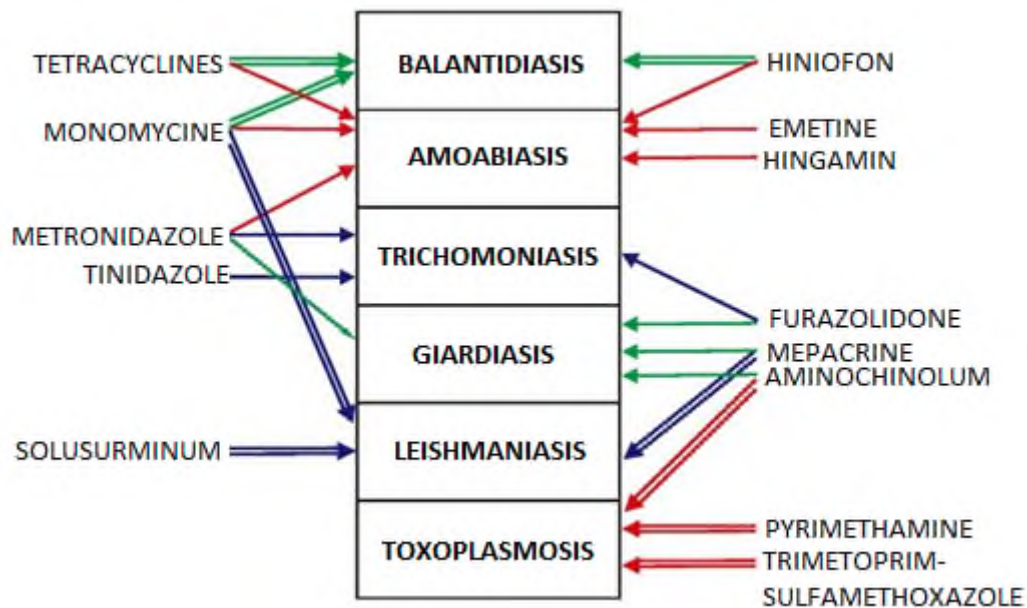 TETRACYCLINES
MONOMYCINE
METRONIDAZOLE
TINIDAZOLE
SOLUSURMINUM
BALANTIDIASIS
AMOABIASIS
TRICHOMONIASIS
GIARDIASIS
LEISHMANIASIS
TOXOPLASMOSIS
HINIOFON
EMETINE
HINGAMIN
FURAZOLIDONE
MEPACRINE
AMINOCHINOLUM
PYRIMETHAMINE
TRIMETOPRIM-
SULFAMETHOXAZOLE